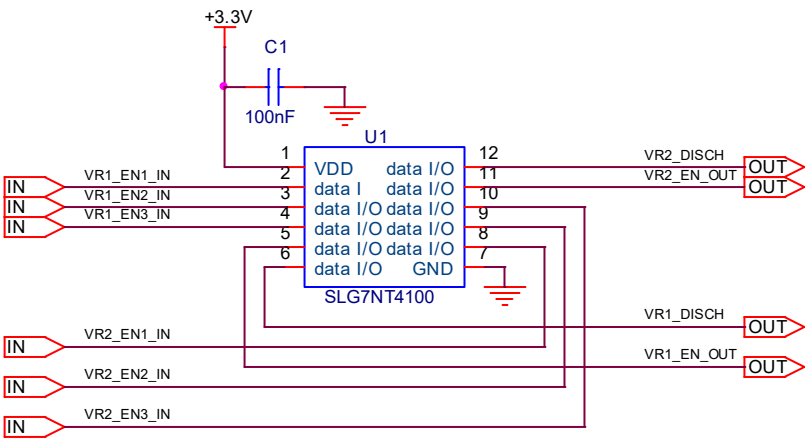 +3.3V
C1
100nF
U1
1 VDD data I/O 12
2 data I data I/O 11
3 data I/O data I/O 10
4 data I/O data I/O 9
5 data I/O data I/O 8
6 data I/O GND 7
SLG7NT4100
IN VR1_EN1_IN
IN VR1_EN2_IN
IN VR1_EN3_IN
VR2_DISCH OUT
VR2_EN_OUT OUT
VR1_DISCH OUT
VR1_EN_OUT OUT
IN VR2_EN1_IN
IN VR2_EN2_IN
IN VR2_EN3_IN